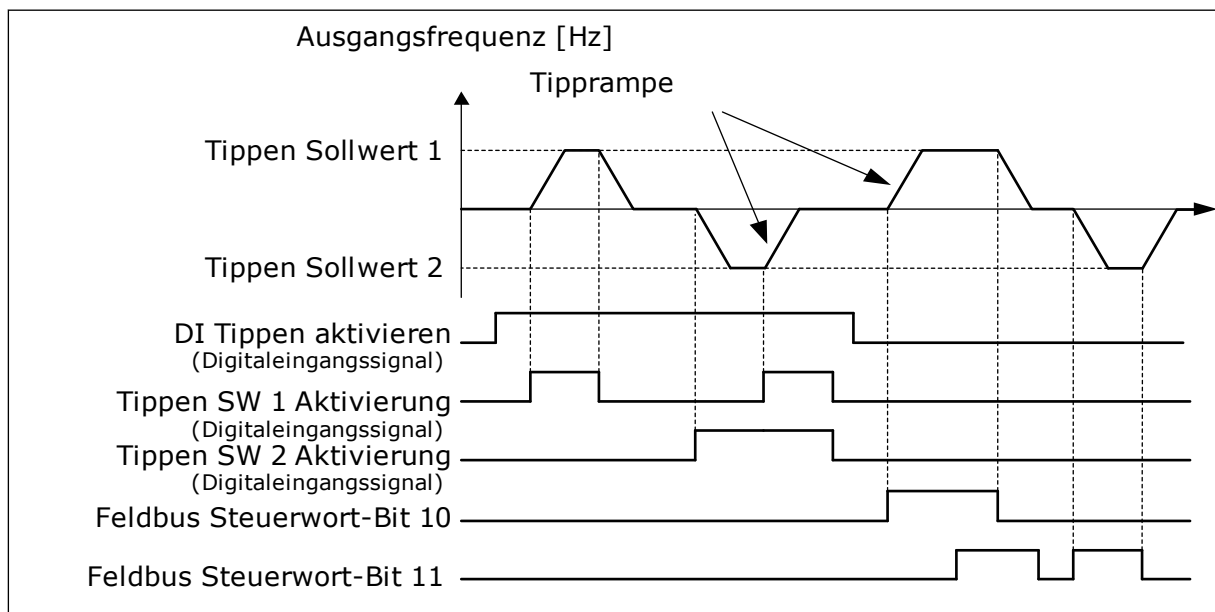 Ausgangsfrequenz [Hz]
Tipprampe
Tippen Sollwert 1
Tippen Sollwert 2
DI Tippen aktivieren
(Digitaleingangssignal)
Tippen SW 1 Aktivierung
(Digitaleingangssignal)
Tippen SW 2 Aktivierung
(Digitaleingangssignal)
Feldbus Steuerwort-Bit 10
Feldbus Steuerwort-Bit 11